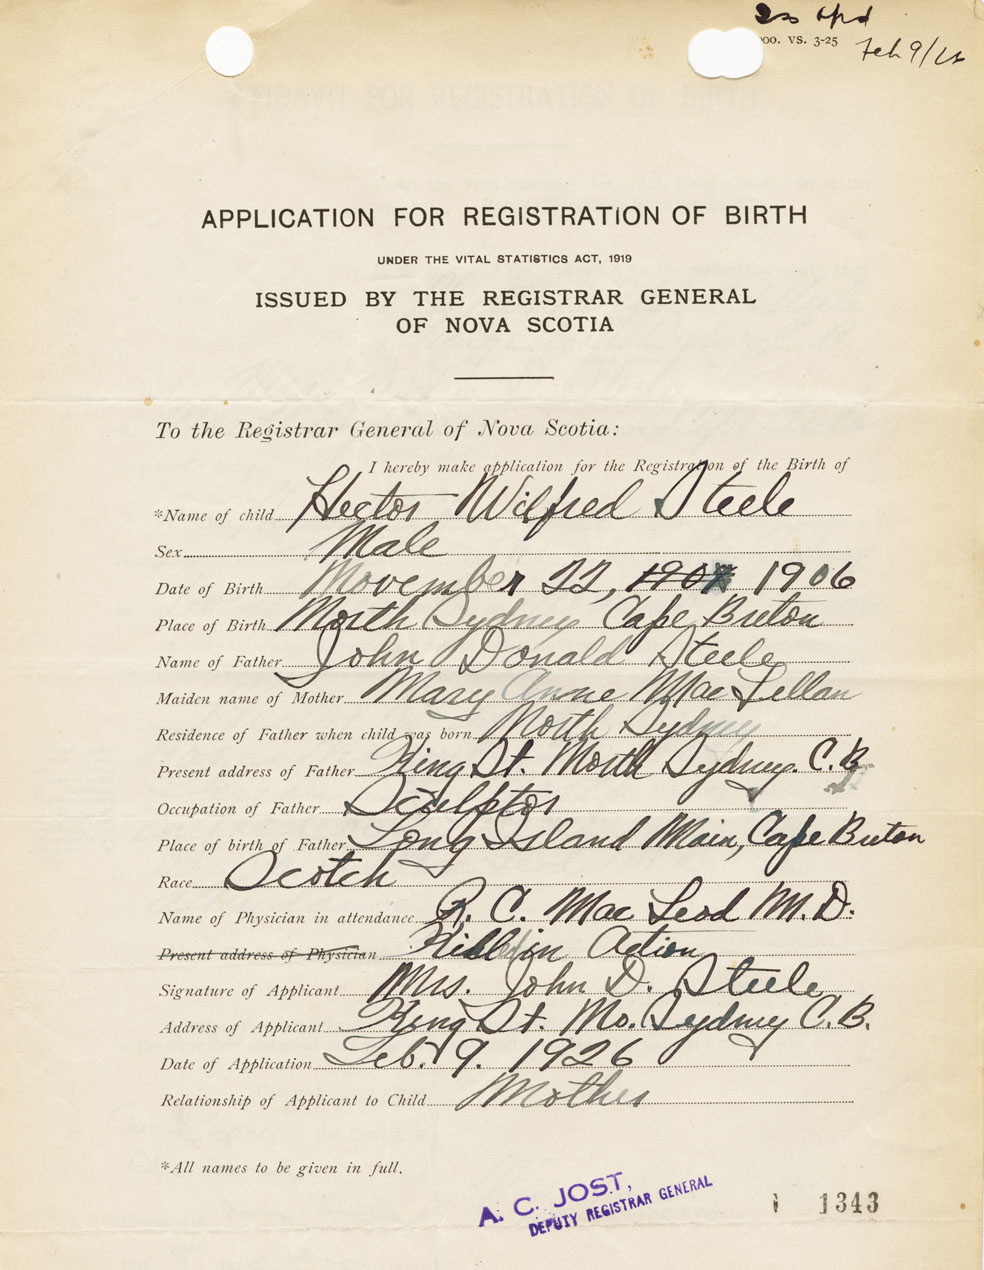 apd
000. VS. 3-25
Feb 9/26
APPLICATION FOR REGISTRATION OF BIRTH
UNDER THE VITAL STATISTICS ACT, 1919
ISSUED BY THE REGISTRAR GENERAL
OF NOVA SCOTIA
To the Registrar General of Nova Scotia:
I hereby make application for the Registration of the Birth of
*Name of child Hector Wilfred Steele
Sex Male
Date of Birth November 22, 1907 1906
Place of Birth North Sydney Cape Breton
Name of Father John Donald Steele
Maiden name of Mother Mary Anne MacLellan
Residence of Father when child was born North Sydney
Present address of Father King St. North Sydney. C.B
Occupation of Father Sculptor
Place of birth of Father Long Island Main, Cape Breton
Race Scotch
Name of Physician in attendance R. C. MacLeod M.D.
Present address of Physician Killed in Action
Signature of Applicant Mrs. John D. Steele
Address of Applicant King St. No. Sydney C.B.
Date of Application Feb. 9. 1926
Relationship of Applicant to Child Mother
*All names to be given in full.
A. C. JOST,
DEPUTY REGISTRAR GENERAL
1343